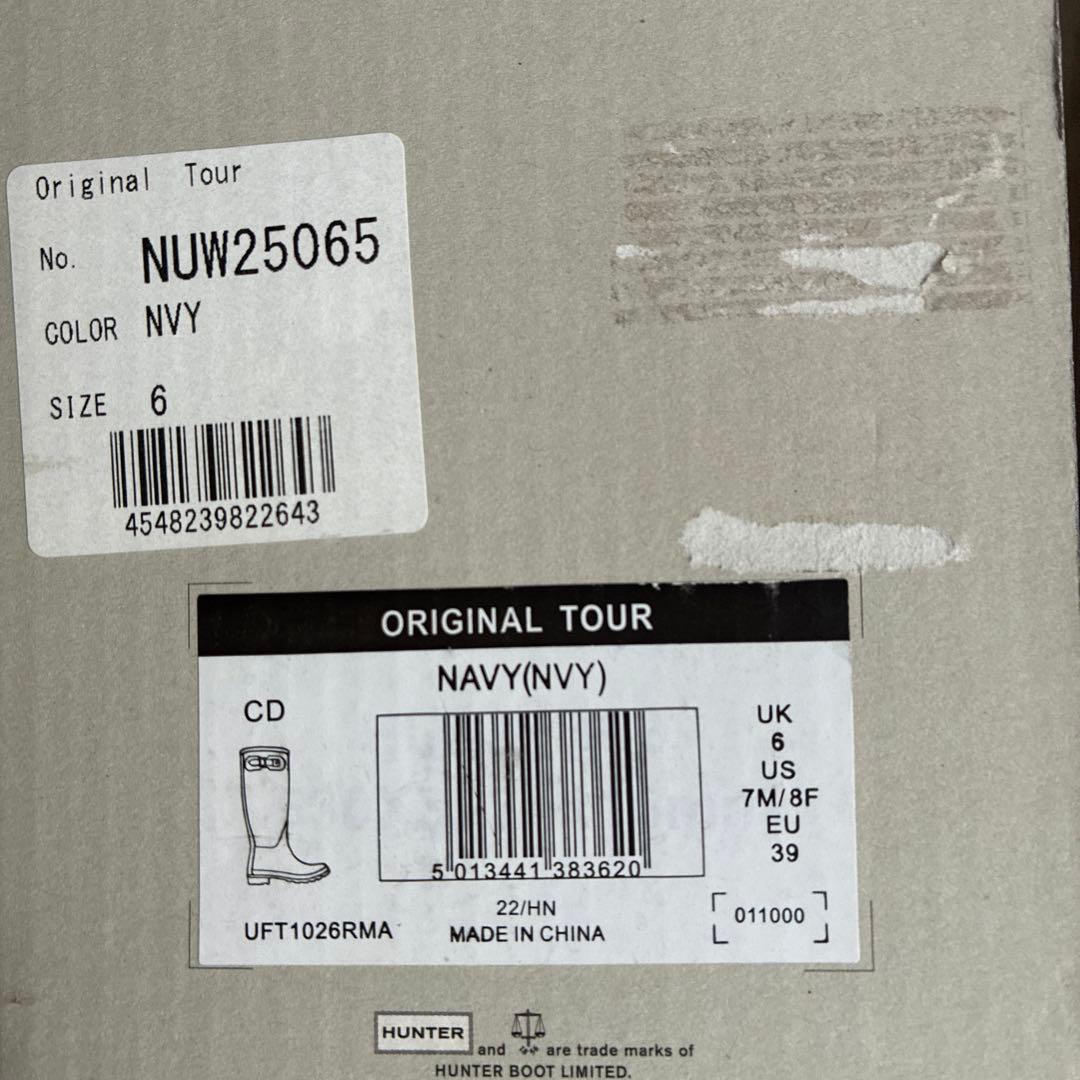 Original Tour
No. NUW25065
COLOR NVY
SIZE 6
4548239822643
ORIGINAL TOUR
NAVY(NVY)
CD
UK
6
US
7M/8F
EU
39
5 013441 383620
22/HN
UFT1026RMA
MADE IN CHINA
011000
HUNTER and are trade marks of
HUNTER BOOT LIMITED.